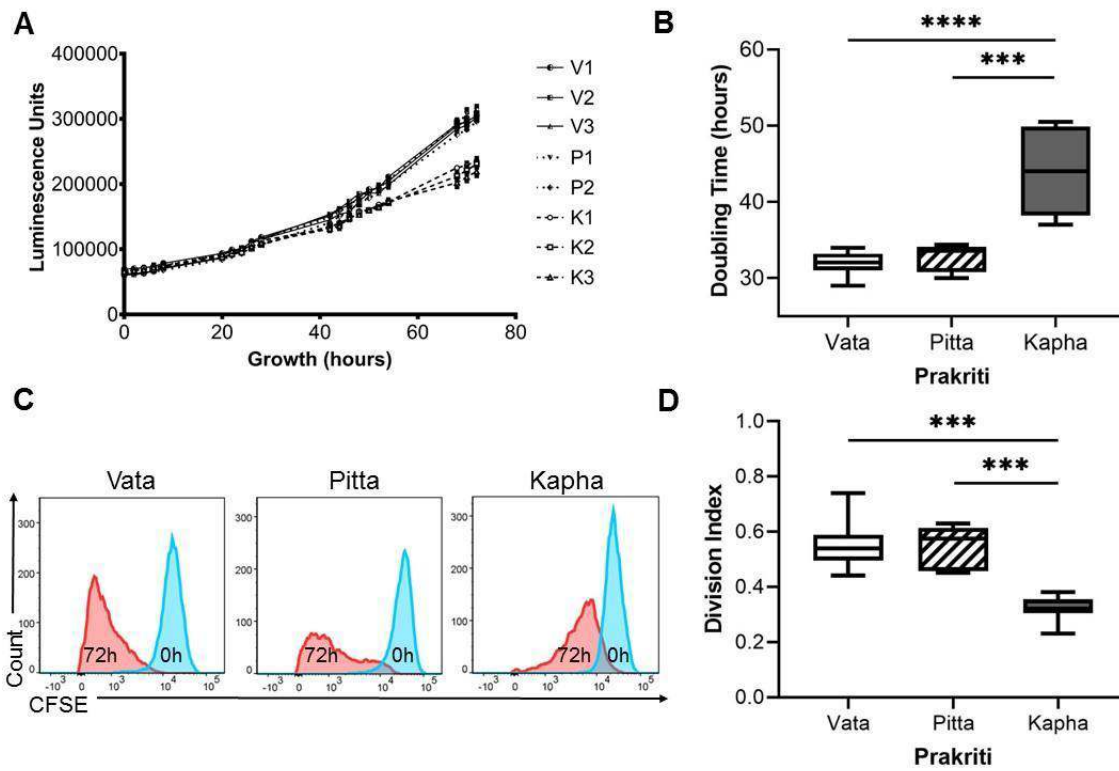 A
Luminescence Units
400000
300000
200000
100000
0
0 20 40 60 80
Growth (hours)
V1
V2
V3
P1
P2
K1
K2
K3
B
Doubling Time (hours)
60
50
40
30
****
***
Vata Pitta Kapha
Prakriti
C
Vata Pitta Kapha
Count
300
200
100
0
72h 0h
-10³ 0 10³ 10⁴ 10⁵
300
200
100
0
72h 0h
-10³ 0 10³ 10⁴ 10⁵
300
200
100
0
72h 0h
-10³ 0 10³ 10⁴ 10⁵
CFSE
D
Division Index
1.0
0.8
0.6
0.4
0.2
0.0
***
***
Vata Pitta Kapha
Prakriti